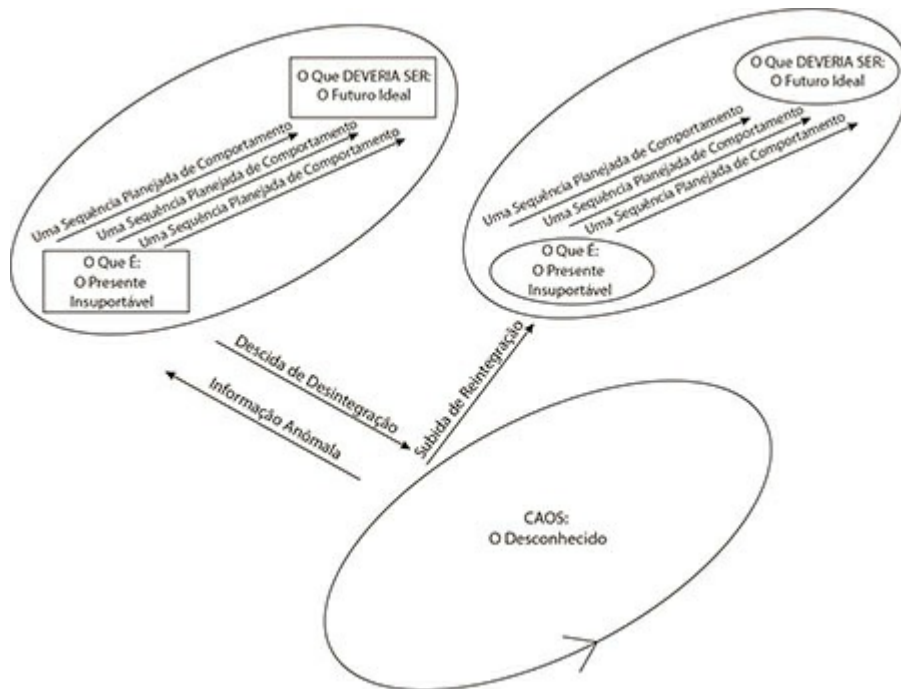 O Que DEVERIA SER:
O Futuro Ideal
Uma Sequência Planejada de Comportamento
Uma Sequência Planejada de Comportamento
Uma Sequência Planejada de Comportamento
O Que É:
O Presente
Insuportável
O Que DEVERIA SER:
O Futuro Ideal
Uma Sequência Planejada de Comportamento
Uma Sequência Planejada de Comportamento
Uma Sequência Planejada de Comportamento
O Que É:
O Presente
Insuportável
Descida de Desintegração
Informação Anômala
Subida de Reintegração
CAOS:
O Desconhecido